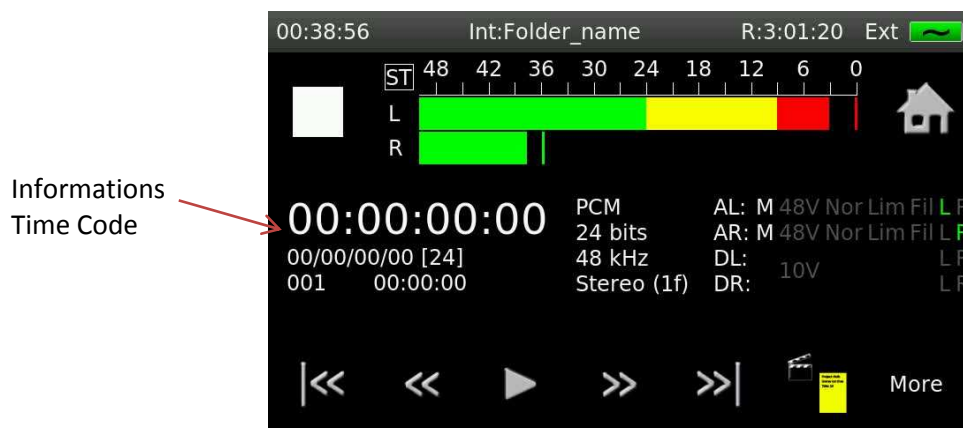 00:38:56 Int:Folder_name R:3:01:20 Ext
ST 48 42 36 30 24 18 12 6 0
L
R
Informations
Time Code
00:00:00:00
00/00/00/00 [24]
001 00:00:00
PCM
24 bits
48 kHz
Stereo (1f)
AL: M 48V Nor Lim Fil L R
AR: M 48V Nor Lim Fil L R
DL: L R
10V
DR: L R
More